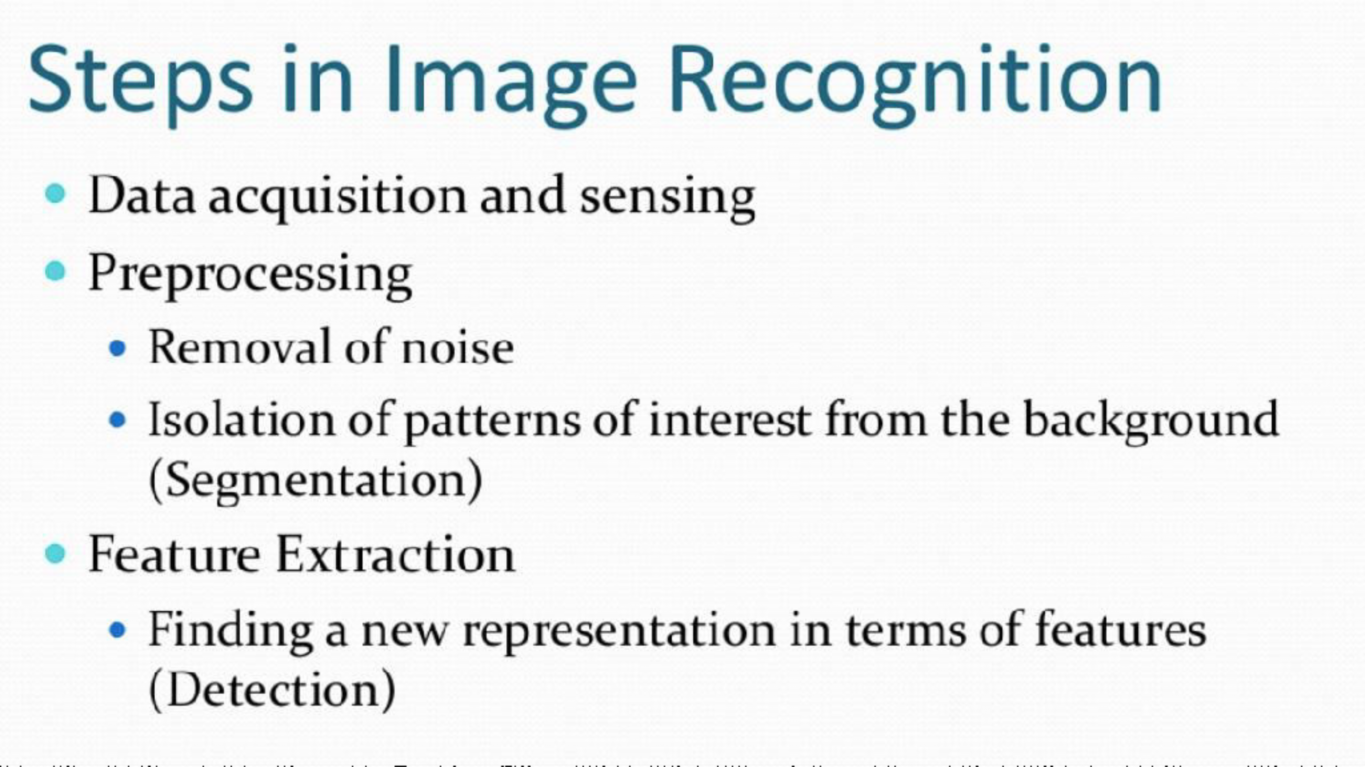 Steps in Image Recognition
Data acquisition and sensing
Preprocessing
Removal of noise
Isolation of patterns of interest from the background
(Segmentation)
Feature Extraction
Finding a new representation in terms of features
(Detection)